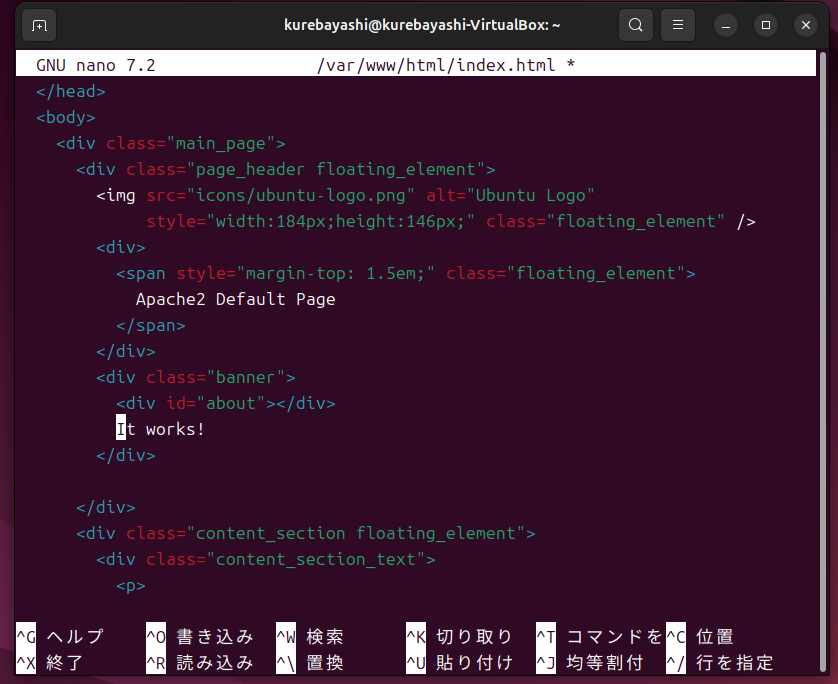 kurebayashi@kurebayashi-VirtualBox: ~
GNU nano 7.2 /var/www/html/index.html *
</head>
<body>
<div class="main_page">
<div class="page_header floating_element">
<img src="icons/ubuntu-logo.png" alt="Ubuntu Logo"
style="width:184px;height:146px;" class="floating_element" />
<div>
<span style="margin-top: 1.5em;" class="floating_element">
Apache2 Default Page
</span>
</div>
<div class="banner">
<div id="about"></div>
It works!
</div>
</div>
<div class="content_section floating_element">
<div class="content_section_text">
<p>
^G ヘルプ ^O 書き込み ^W 検索 ^K 切り取り ^T コマンドを ^C 位置
^X 終了 ^R 読み込み ^\ 置換 ^U 貼り付け ^J 均等割付 ^/ 行を指定